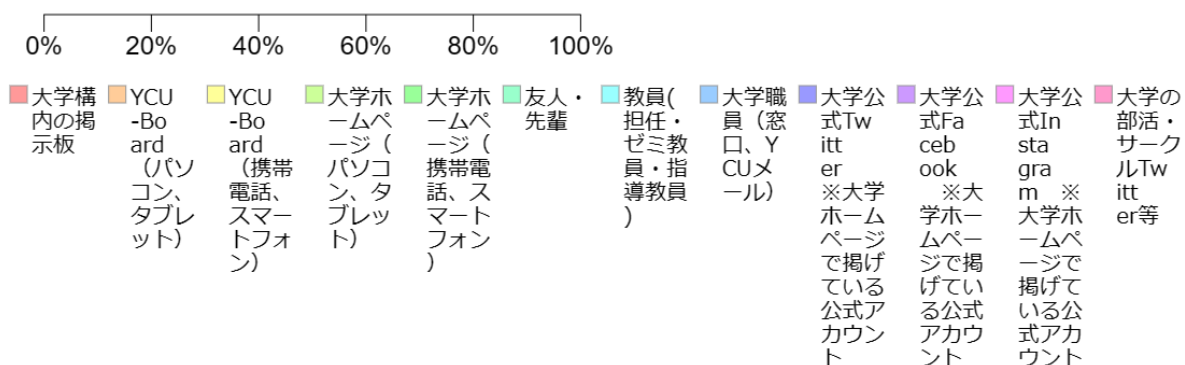 0% 20% 40% 60% 80% 100%
大学構
内の掲
示板
YCU
-Bo
ard
(パソ
コン、
タブレ
ット)
YCU
-Bo
ard
(携帯
電話、
スマー
トフォ
ン)
大学ホ
ームペ
ージ(
パソコ
ン、タ
ブレッ
ト)
大学ホ
ームペ
ージ(
携帯電
話、ス
マート
フォン
)
友人・
先輩
教員(
担任・
ゼミ教
員・指
導教員
)
大学職
員(窓
口、Y
CUメ
ール)
大学公
式Tw
itt
er
※大学
ホーム
ページ
で掲げ
ている
公式ア
カウン
ト
大学公
式Fa
ceb
ook
※大
学ホー
ムペー
ジで掲
げてい
る公式
アカウ
ント
大学公
式In
sta
gra
m ※
大学ホ
ームペ
ージで
掲げて
いる公
式アカ
ウント
大学の
部活・
サーク
ルTw
itt
er等